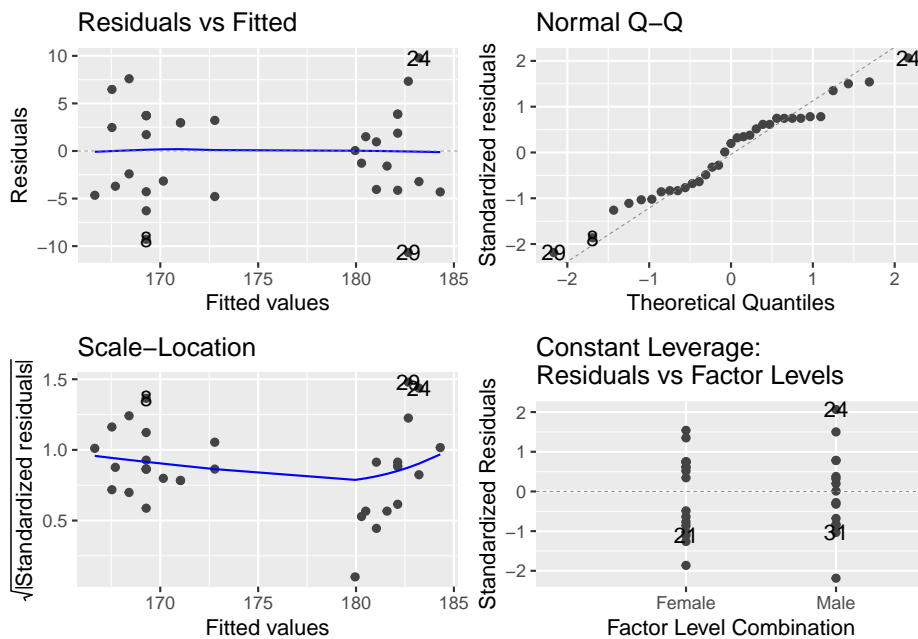 Residuals vs Fitted
Residuals
10
5
0
−5
−10
24
8
29
170
175
180
185
Fitted values
Normal Q−Q
Standardized residuals
2
1
0
−1
−2
24
8
29
−2
−1
0
1
2
Theoretical Quantiles
Scale−Location
√|Standardized residuals|
1.5
1.0
0.5
8
29
24
170
175
180
185
Fitted values
Constant Leverage:
Residuals vs Factor Levels
Standardized Residuals
2
1
0
−1
−2
24
21
31
Female
Male
Factor Level Combination